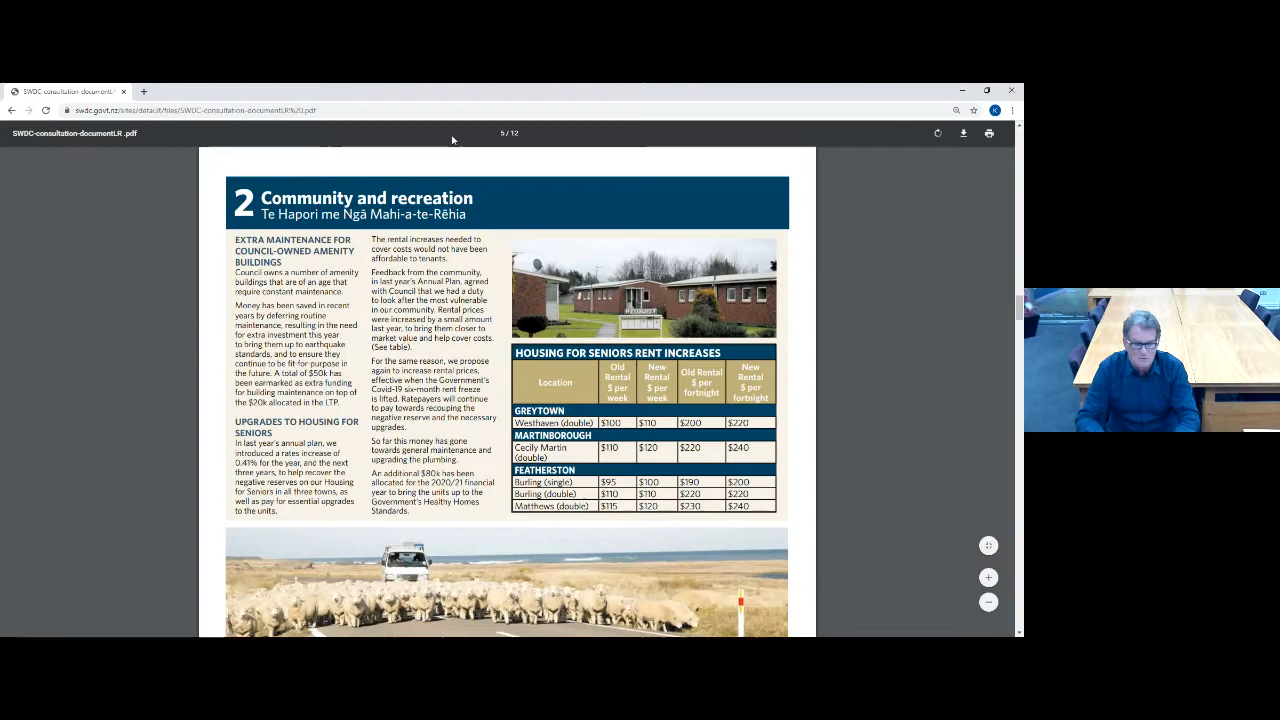 SWDC-consultation-documentLR
swdc.govt.nz/sites/default/files/SWDC-consultation-documentLR%20.pdf
K
SWDC-consultation-documentLR .pdf
5 / 12
2 Community and recreation
Te Hapori me Ngā Mahi-a-te-Rēhia
EXTRA MAINTENANCE FOR
COUNCIL-OWNED AMENITY
BUILDINGS
Council owns a number of amenity
buildings that are of an age that
require constant maintenance.
Money has been saved in recent
years by deferring routine
maintenance, resulting in the need
for extra investment this year
to bring them up to earthquake
standards, and to ensure they
continue to be fit-for-purpose in
the future. A total of $50k has
been earmarked as extra funding
for building maintenance on top of
the $20k allocated in the LTP.
UPGRADES TO HOUSING FOR
SENIORS
In last year's annual plan, we
introduced a rates increase of
0.41% for the year, and the next
three years, to help recover the
negative reserves on our Housing
for Seniors in all three towns, as
well as pay for essential upgrades
to the units.
The rental increases needed to
cover costs would not have been
affordable to tenants.
Feedback from the community,
in last year's Annual Plan, agreed
with Council that we had a duty
to look after the most vulnerable
in our community. Rental prices
were increased by a small amount
last year, to bring them closer to
market value and help cover costs.
(See table).
For the same reason, we propose
again to increase rental prices,
effective when the Government's
Covid-19 six-month rent freeze
is lifted. Ratepayers will continue
to pay towards recouping the
negative reserve and the necessary
upgrades.
So far this money has gone
towards general maintenance and
upgrading the plumbing.
An additional $80k has been
allocated for the 2020/21 financial
year to bring the units up to the
Government's Healthy Homes
Standards.
HOUSING FOR SENIORS RENT INCREASES
Location Old Rental $ per week New Rental $ per week Old Rental $ per fortnight New Rental $ per fortnight
GREYTOWN
Westhaven (double) $100 $110 $200 $220
MARTINBOROUGH
Cecily Martin (double) $110 $120 $220 $240
FEATHERSTON
Burling (single) $95 $100 $190 $200
Burling (double) $110 $110 $220 $220
Matthews (double) $115 $120 $230 $240